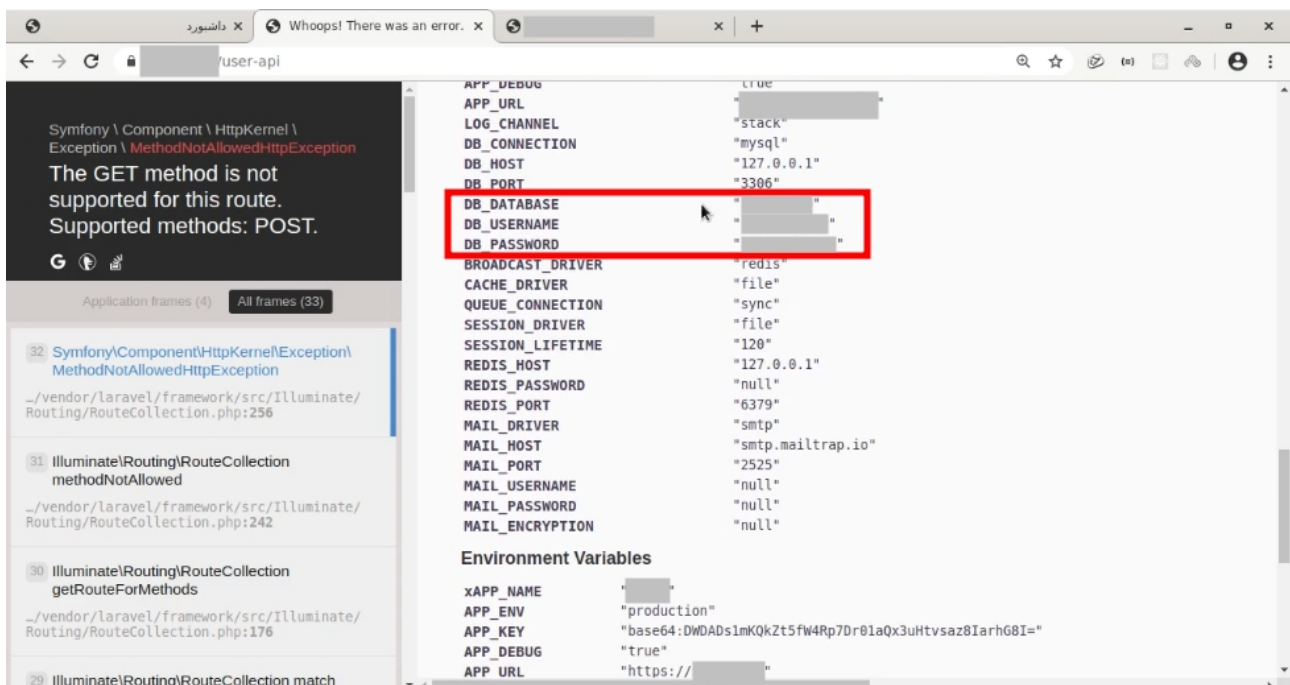 داشبورد
Whoops! There was an error.
/user-api
Symfony \ Component \ HttpKernel \
Exception \ MethodNotAllowedHttpException
The GET method is not
supported for this route.
Supported methods: POST.
Application frames (4) All frames (33)
32 Symfony\Component\HttpKernel\Exception\
MethodNotAllowedHttpException
…/vendor/laravel/framework/src/Illuminate/
Routing/RouteCollection.php:256
31 Illuminate\Routing\RouteCollection
methodNotAllowed
…/vendor/laravel/framework/src/Illuminate/
Routing/RouteCollection.php:242
30 Illuminate\Routing\RouteCollection
getRouteForMethods
…/vendor/laravel/framework/src/Illuminate/
Routing/RouteCollection.php:176
29 Illuminate\Routing\RouteCollection match
APP_DEBUG true
APP_URL " "
LOG_CHANNEL "stack"
DB_CONNECTION "mysql"
DB_HOST "127.0.0.1"
DB_PORT "3306"
DB_DATABASE " "
DB_USERNAME " "
DB_PASSWORD " "
BROADCAST_DRIVER "redis"
CACHE_DRIVER "file"
QUEUE_CONNECTION "sync"
SESSION_DRIVER "file"
SESSION_LIFETIME "120"
REDIS_HOST "127.0.0.1"
REDIS_PASSWORD "null"
REDIS_PORT "6379"
MAIL_DRIVER "smtp"
MAIL_HOST "smtp.mailtrap.io"
MAIL_PORT "2525"
MAIL_USERNAME "null"
MAIL_PASSWORD "null"
MAIL_ENCRYPTION "null"
Environment Variables
xAPP_NAME " "
APP_ENV "production"
APP_KEY "base64:DWDADs1mKQkZt5fW4Rp7Dr01aQx3uHtvsaz8IarhG8I="
APP_DEBUG "true"
APP_URL "https:// "